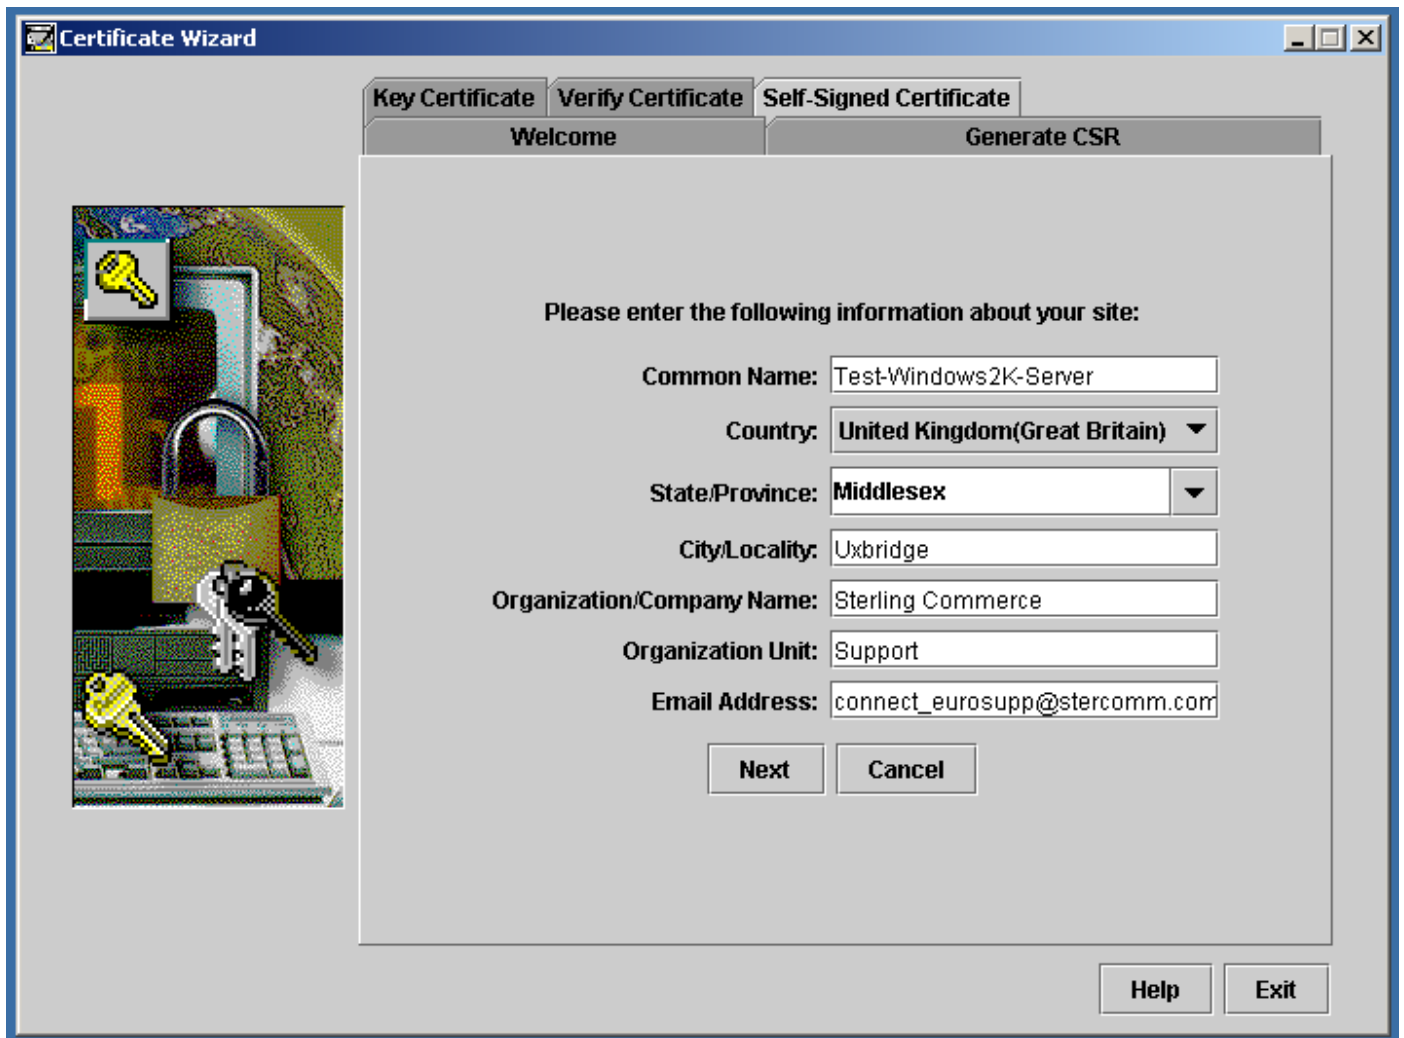 Certificate Wizard
Key Certificate Verify Certificate Self-Signed Certificate
Welcome Generate CSR
Please enter the following information about your site:
Common Name: Test-Windows2K-Server
Country: United Kingdom(Great Britain)
State/Province: Middlesex
City/Locality: Uxbridge
Organization/Company Name: Sterling Commerce
Organization Unit: Support
Email Address: connect_eurosupp@stercomm.com
Next Cancel
Help Exit